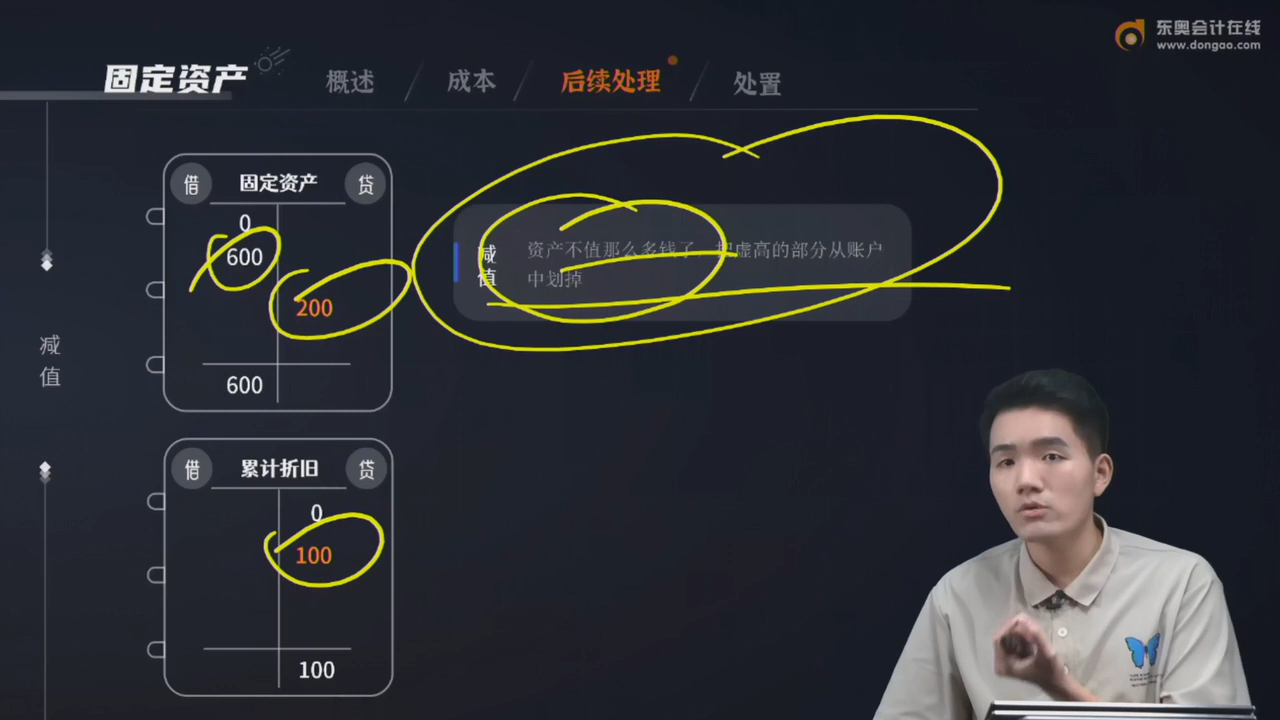 东奥会计在线
www.dongao.com
固定资产 概述 成本 后续处理 处置
借 固定资产 贷
0
600
200
600
减值
资产不值那么多钱了，把虚高的部分从账户
中划掉
减
值
借 累计折旧 贷
0
100
100